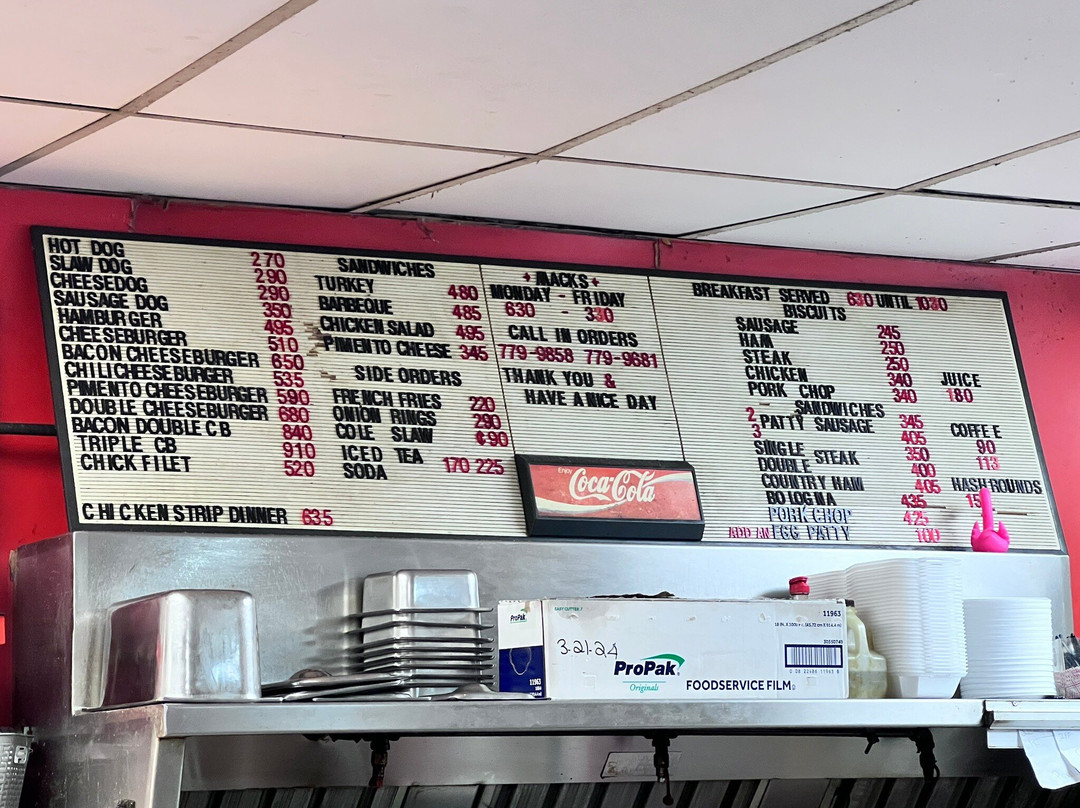 HOT DOG 270
SLAW DOG 290
CHEESEDOG 290
SAUSAGE DOG 350
HAMBURGER 495
CHEESEBURGER 510
BACON CHEESEBURGER 650
CHILI CHEESEBURGER 535
PIMENTO CHEESEBURGER 590
DOUBLE CHEESEBURGER 680
BACON DOUBLE CB 840
TRIPLE CB 910
CHICK FILET 520
CHICKEN STRIP DINNER 635
SANDWICHES
TURKEY 480
BARBEQUE 485
CHICKEN SALAD 495
PIMENTO CHEESE 345
SIDE ORDERS
FRENCH FRIES 220
ONION RINGS 290
COLE SLAW 90
ICED TEA
SODA 170 225
+ MACKS +
MONDAY - FRIDAY
630 - 330
CALL IN ORDERS
779-9858 779-9681
THANK YOU &
HAVE A NICE DAY
Enjoy
Coca-Cola
BREAKFAST SERVED 630 UNTIL 1030
BISCUITS
SAUSAGE 245
HAM 250
STEAK 250
CHICKEN 340
PORK CHOP 340
SANDWICHES
2 PATTY SAUSAGE 345
3 405
SINGLE STEAK 350
DOUBLE 400
COUNTRY HAM 405
BOLOGNA 435
PORK CHOP 425
ADD AN EGG PATTY 100
JUICE
180
COFFEE
90
113
HASHROUNDS
ProPak
11963
3-21-24
ProPak
Originals
FOODSERVICE FILM
11963